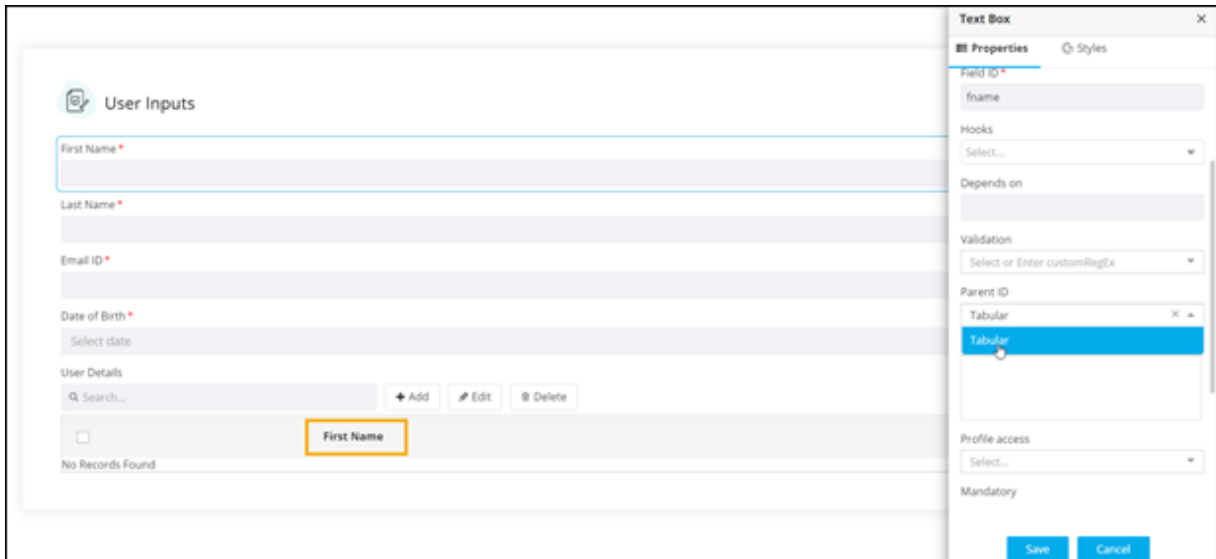 User Inputs
First Name *
Last Name *
Email ID *
Date of Birth *
Select date
User Details
Search...
Add Edit Delete
First Name
No Records Found
Text Box
Properties Styles
Field ID *
fname
Hooks
Select...
Depends on
Validation
Select or Enter customRegEx
Parent ID
Tabular
Tabular
Profile access
Select...
Mandatory
Save Cancel